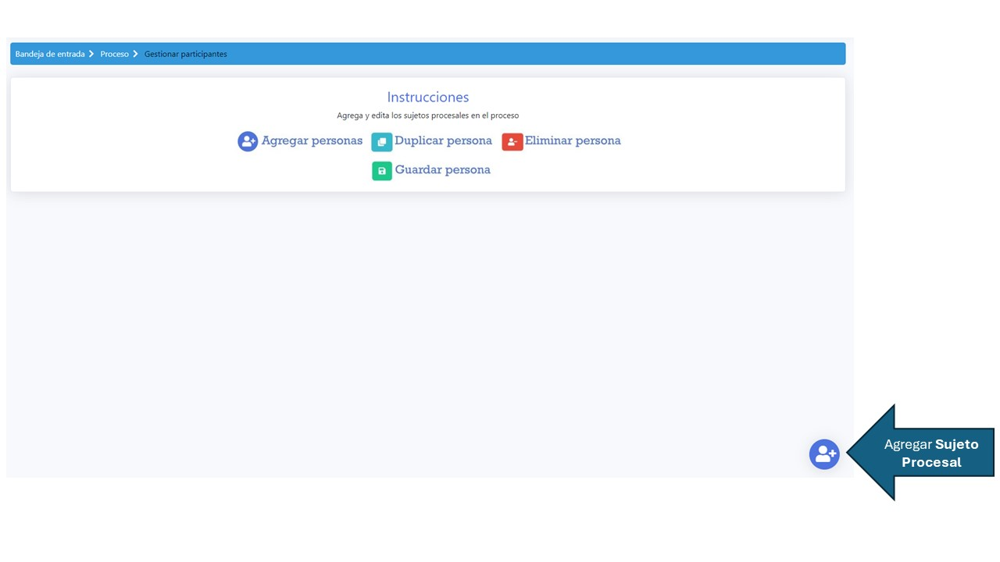 Bandeja de entrada Proceso Gestionar participantes
Instrucciones
Agrega y edita los sujetos procesales en el proceso
Agregar personas Duplicar persona Eliminar persona
Guardar persona
Agregar Sujeto
Procesal